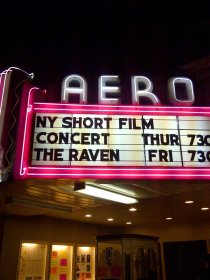 AERO
NY SHORT FILM
CONCERT THUR 730
THE RAVEN FRI 730